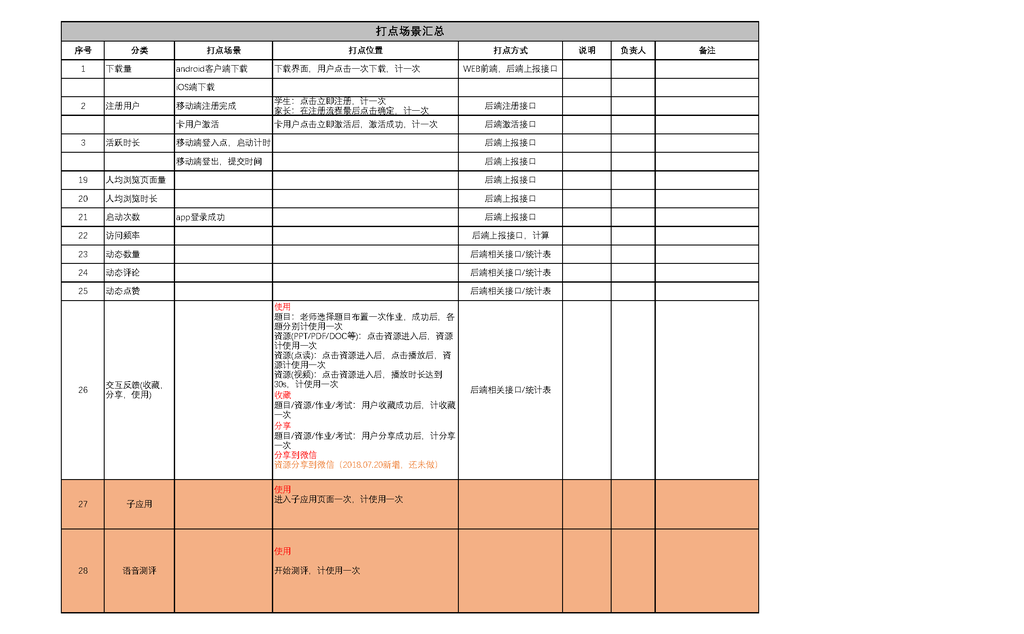 打点场景汇总
序号 分类 打点场景 打点位置 打点方式 说明 负责人 备注
1 下载量 android客户端下载 下载界面，用户点击一次下载，计一次 WEB前端，后端上报接口
iOS端下载
2 注册用户 移动端注册完成 学生：点击立即注册，计一次
家长：在注册流程最后点击确定，计一次 后端注册接口
卡用户激活 卡用户点击立即激活后，激活成功，计一次 后端激活接口
3 活跃时长 移动端登入点，启动计时 后端上报接口
移动端登出，提交时间 后端上报接口
19 人均浏览页面量 后端上报接口
20 人均浏览时长 后端上报接口
21 启动次数 app登录成功 后端上报接口
22 访问频率 后端上报接口，计算
23 动态数量 后端相关接口/统计表
24 动态评论 后端相关接口/统计表
25 动态点赞 后端相关接口/统计表
26 交互反馈(收藏，
分享，使用)
使用
题目：老师选择题目布置一次作业，成功后，各
题分别计使用一次
资源(PPT/PDF/DOC等)：点击资源进入后，资源
计使用一次
资源(点读)：点击资源进入后，点击播放后，资
源计使用一次
资源(视频)：点击资源进入后，播放时长达到
30s，计使用一次
收藏
题目/资源/作业/考试：用户收藏成功后，计收藏
一次
分享
题目/资源/作业/考试：用户分享成功后，计分享
一次
分享到微信
资源分享到微信（2018.07.20新增，还未做）
后端相关接口/统计表
27 子应用
使用
进入子应用页面一次，计使用一次
28 语音测评
使用
开始测评，计使用一次